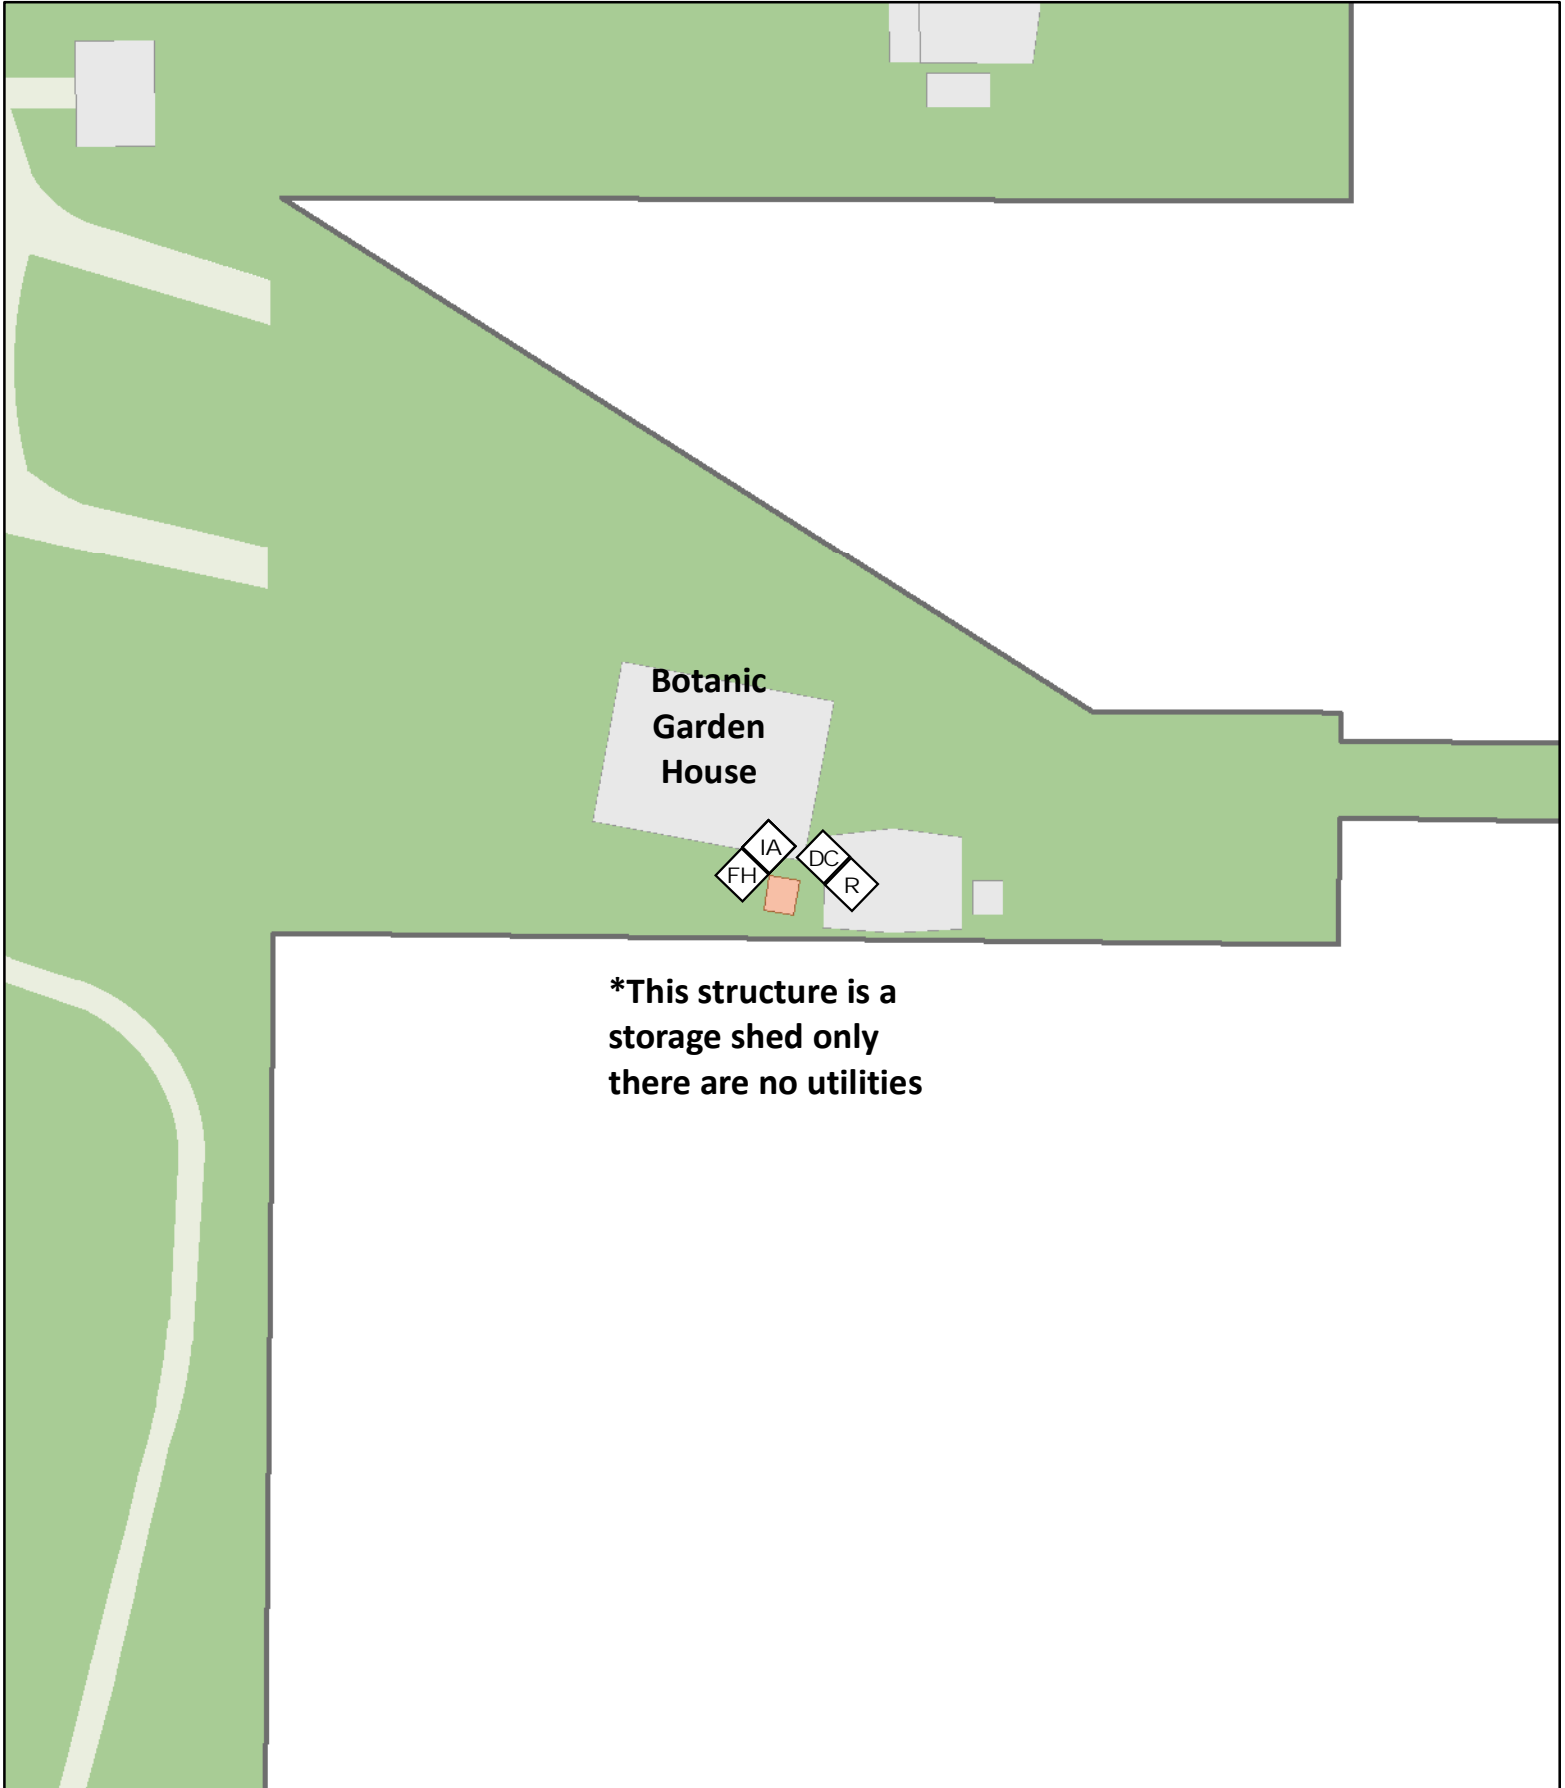 Botanic
Garden
House
IA
DC
FH
R
*This structure is a
storage shed only
there are no utilities